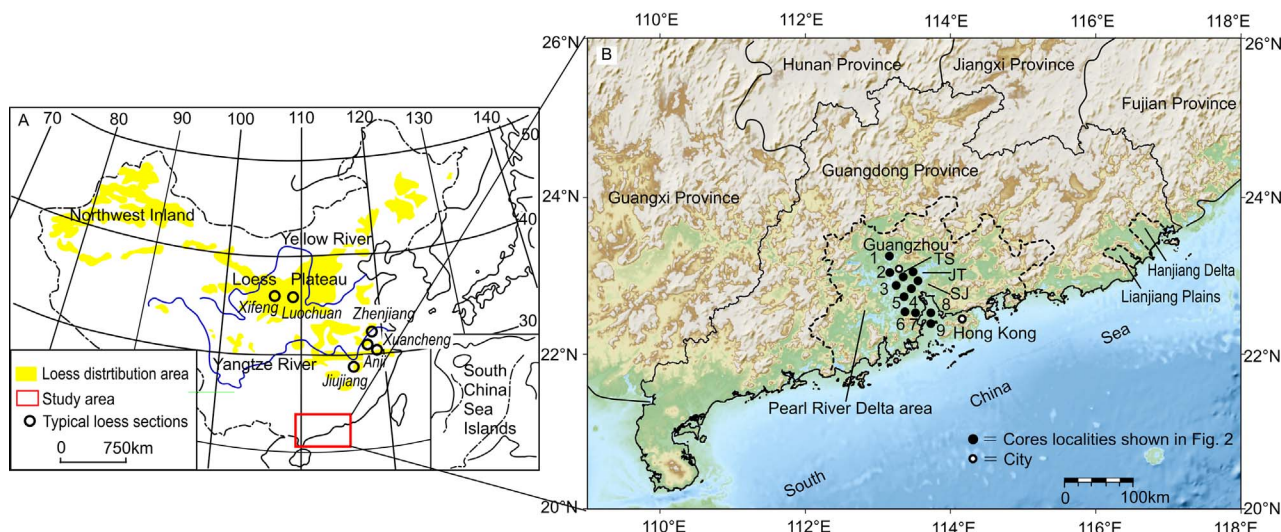 A
70
80
90
100
110
120
130
140
50
40
30
Northwest Inland
Yellow River
Loess Plateau
Xifeng
Luochuan
Zhenjiang
Xuancheng
Anji
Yangtze River
Jiujiang
South
China
Sea
Islands
Loess distrtibution area
Study area
Typical loess sections
0 750km
110°E
112°E
114°E
116°E
118°E
26°N
26°N
B
Hunan Province
Jiangxi Province
Fujian Province
Guangdong Province
Guangxi Province
24°N
24°N
Guangzhou
1
TS
2
JT
3
SJ
4
5
8
6
7
9
Hong Kong
Hanjiang Delta
Lianjiang Plains
Pearl River Delta area
22°N
22°N
South China Sea
= Cores localities shown in Fig. 2
= City
0 100km
20°N
20°N
110°E
112°E
114°E
116°E
118°E